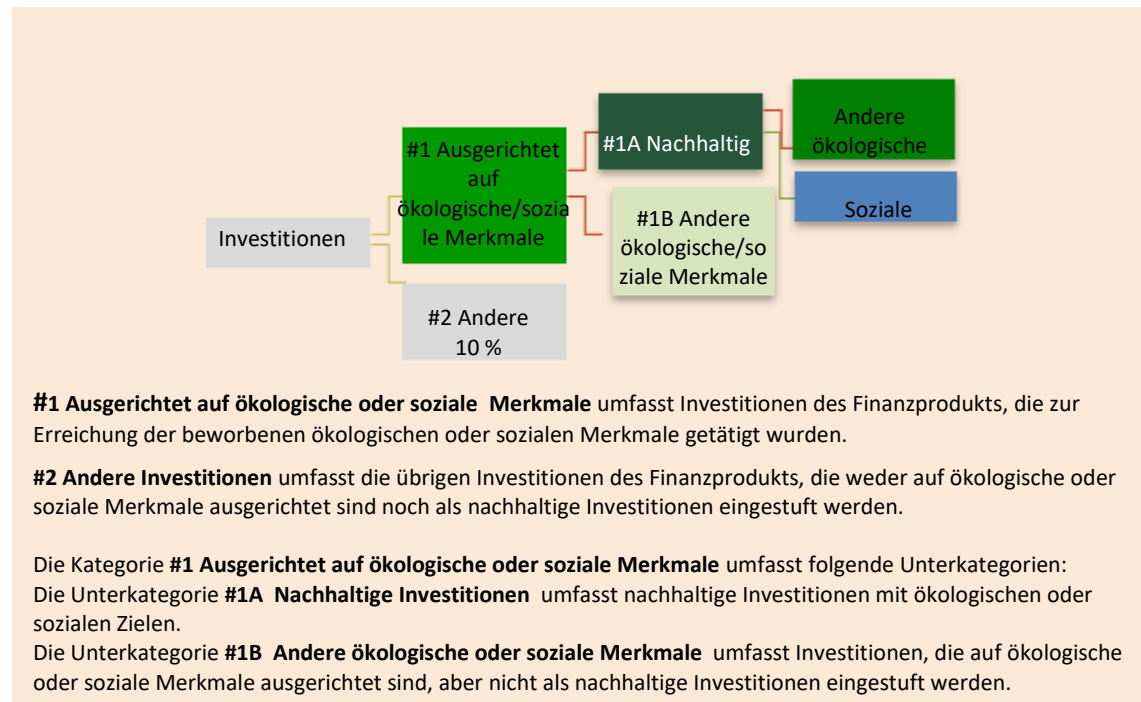 Investitionen
#1 Ausgerichtet
auf
ökologische/sozia
le Merkmale
#2 Andere
10 %
#1A Nachhaltig
#1B Andere
ökologische/so
ziale Merkmale
Andere
ökologische
Soziale
#1 Ausgerichtet auf ökologische oder soziale Merkmale umfasst Investitionen des Finanzprodukts, die zur
Erreichung der beworbenen ökologischen oder sozialen Merkmale getätigt wurden.
#2 Andere Investitionen umfasst die übrigen Investitionen des Finanzprodukts, die weder auf ökologische oder
soziale Merkmale ausgerichtet sind noch als nachhaltige Investitionen eingestuft werden.
Die Kategorie #1 Ausgerichtet auf ökologische oder soziale Merkmale umfasst folgende Unterkategorien:
Die Unterkategorie #1A Nachhaltige Investitionen umfasst nachhaltige Investitionen mit ökologischen oder
sozialen Zielen.
Die Unterkategorie #1B Andere ökologische oder soziale Merkmale umfasst Investitionen, die auf ökologische
oder soziale Merkmale ausgerichtet sind, aber nicht als nachhaltige Investitionen eingestuft werden.